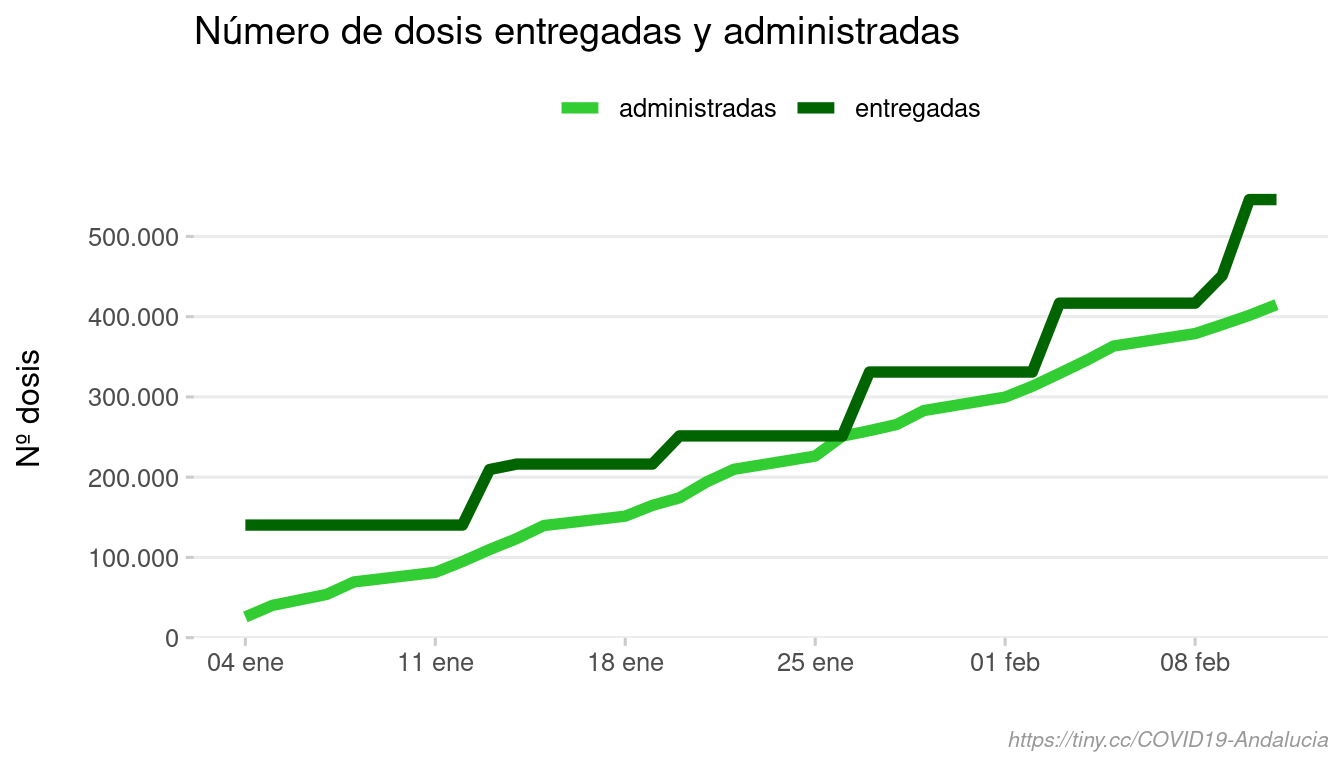 Número de dosis entregadas y administradas
administradas entregadas
Nº dosis
500.000
400.000
300.000
200.000
100.000
0
04 ene 11 ene 18 ene 25 ene 01 feb 08 feb
https://tiny.cc/COVID19-Andalucia